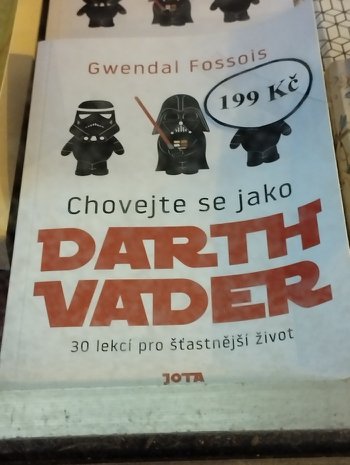 Gwendal Fossois
199 Kč
Chovejte se jako
DARTH
VADER
30 lekcí pro šťastnější život
JOTA